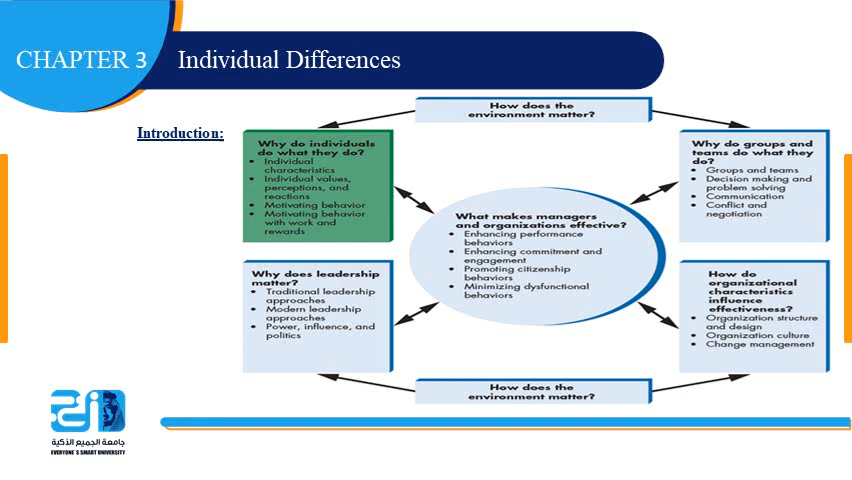 CHAPTER 3
Individual Differences
Introduction:
How does the
environment matter?
Why do individuals
do what they do?
• Individual
characteristics
• Individual values,
perceptions, and
reactions
• Motivating behavior
• Motivating behavior
with work and
rewards
Why do groups and
teams do what they
do?
• Groups and teams
• Decision making and
problem solving
• Communication
• Conflict and
negotiation
What makes managers
and organizations effective?
• Enhancing performance
behaviors
• Enhancing commitment and
engagement
• Promoting citizenship
behaviors
• Minimizing dysfunctional
behaviors
Why does leadership
matter?
• Traditional leadership
approaches
• Modern leadership
approaches
• Power, influence, and
politics
How do
organizational
characteristics
influence
effectiveness?
• Organization structure
and design
• Organization culture
• Change management
How does the
environment matter?
جامعة الجميع الذكية
EVERYONE'S SMART UNIVERSITY